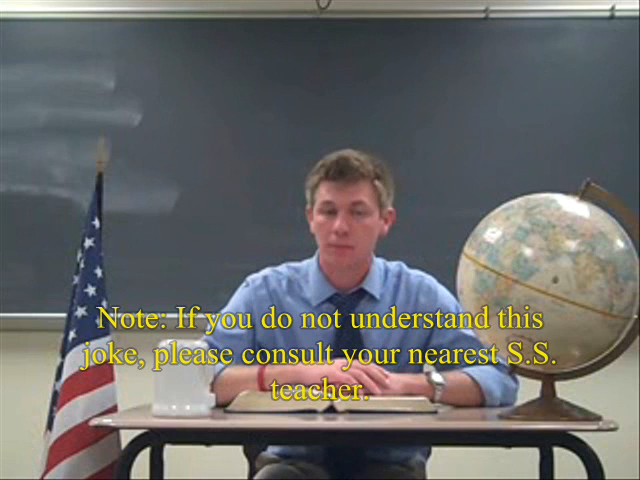 Note: If you do not understand this
joke, please consult your nearest S.S.
teacher.